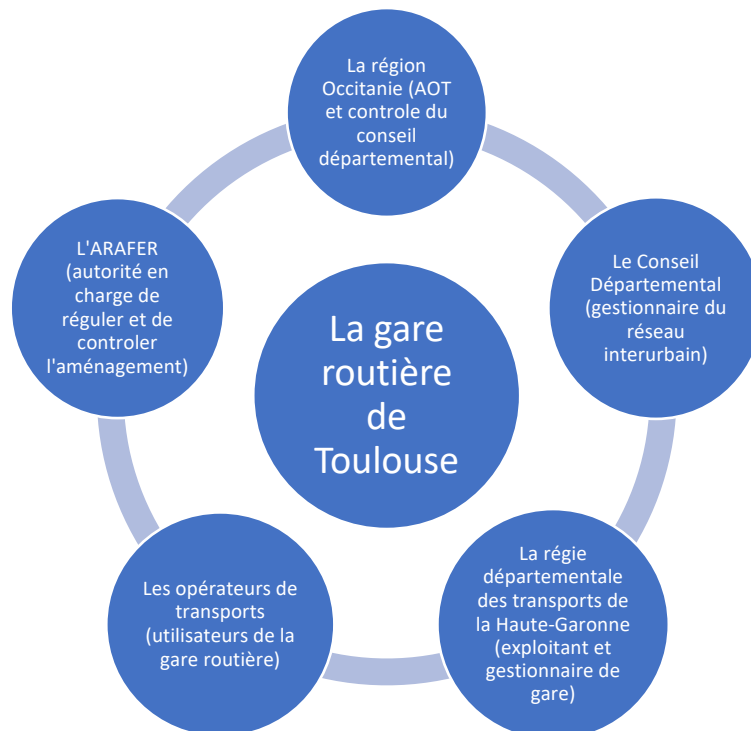 La région
Occitanie (AOT
et controle du
conseil
départemental)
Le Conseil
Départemental
(gestionnaire du
réseau
interurbain)
La régie
départementale
des transports de
la Haute-Garonne
(exploitant et
gestionnaire de
gare)
Les opérateurs de
transports
(utilisateurs de la
gare routière)
L'ARAFER
(autorité en
charge de
réguler et de
controler
l'aménagement)
La gare
routière
de
Toulouse